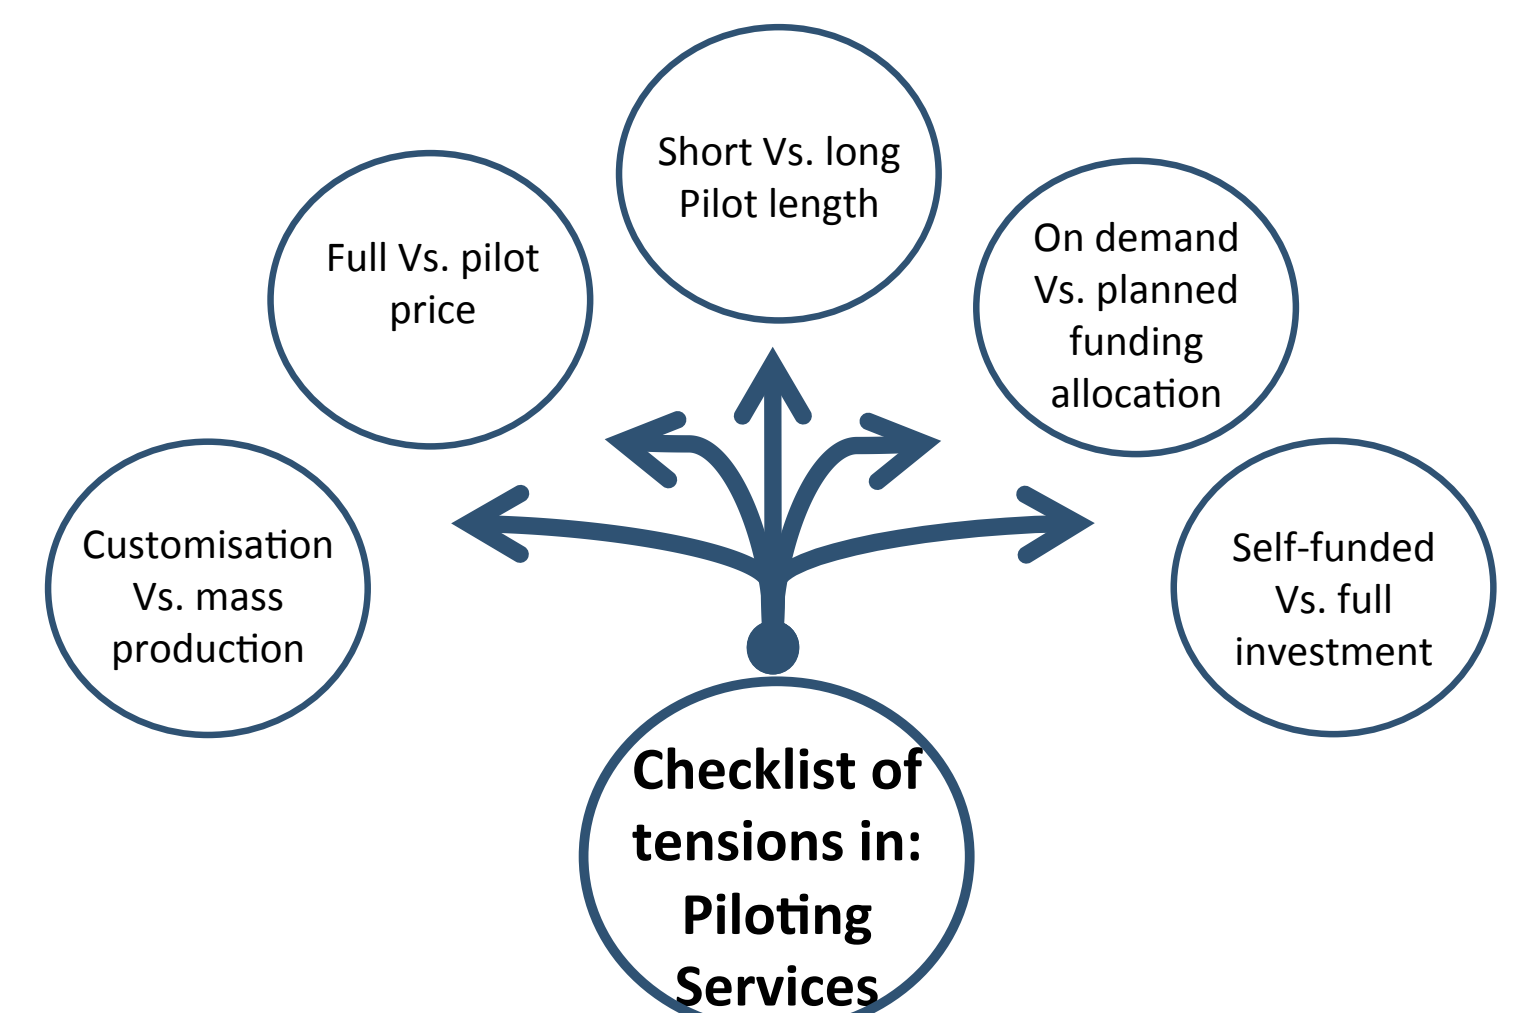 Short Vs. long
Pilot length
Full Vs. pilot
price
On demand
Vs. planned
funding
allocation
Customisation
Vs. mass
production
Self-funded
Vs. full
investment
Checklist of
tensions in:
Piloting
Services